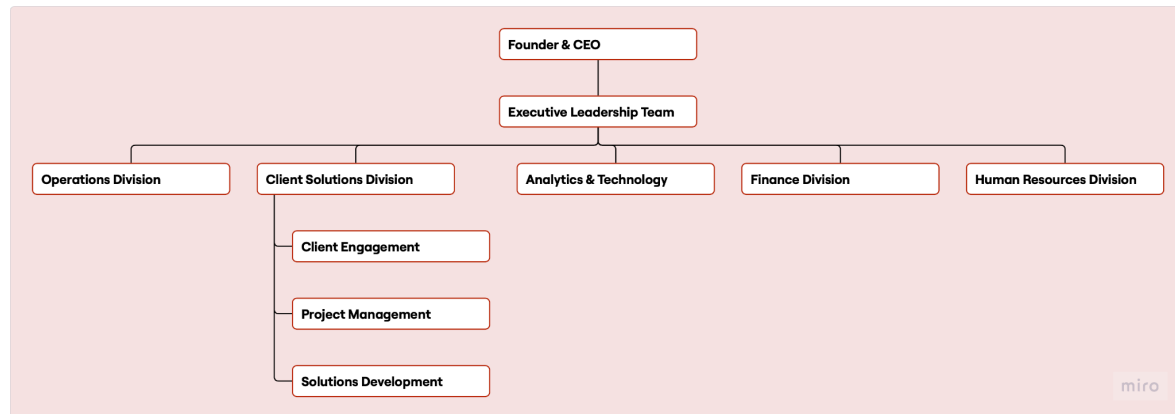 Founder & CEO
Executive Leadership Team
Operations Division
Client Solutions Division
Analytics & Technology
Finance Division
Human Resources Division
Client Engagement
Project Management
Solutions Development
miro